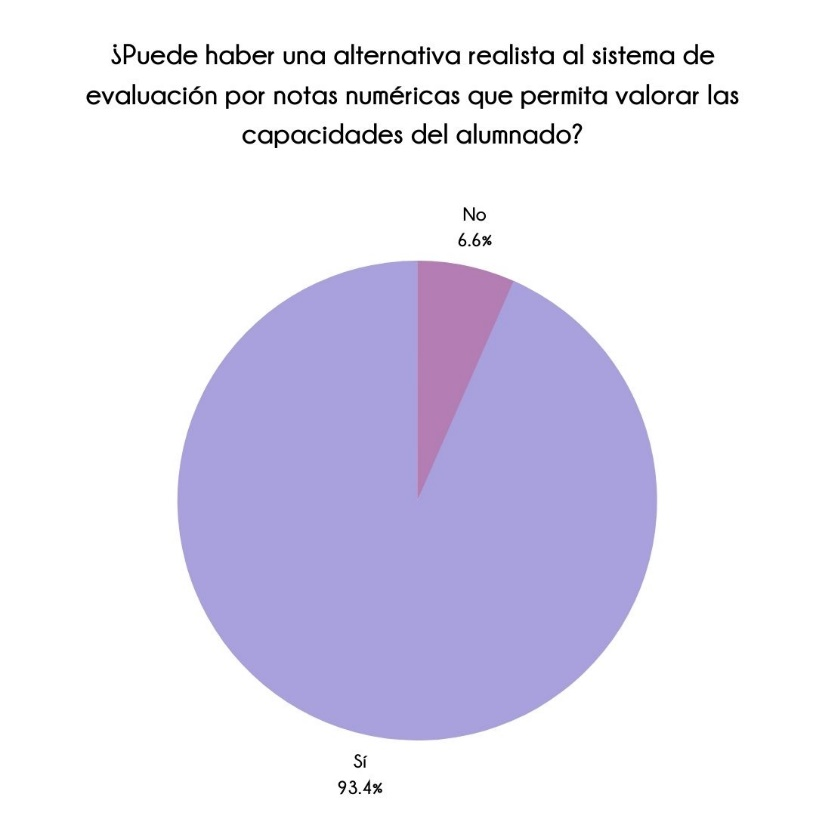 ¿Puede haber una alternativa realista al sistema de
evaluación por notas numéricas que permita valorar las
capacidades del alumnado?
No
6.6%
Sí
93.4%